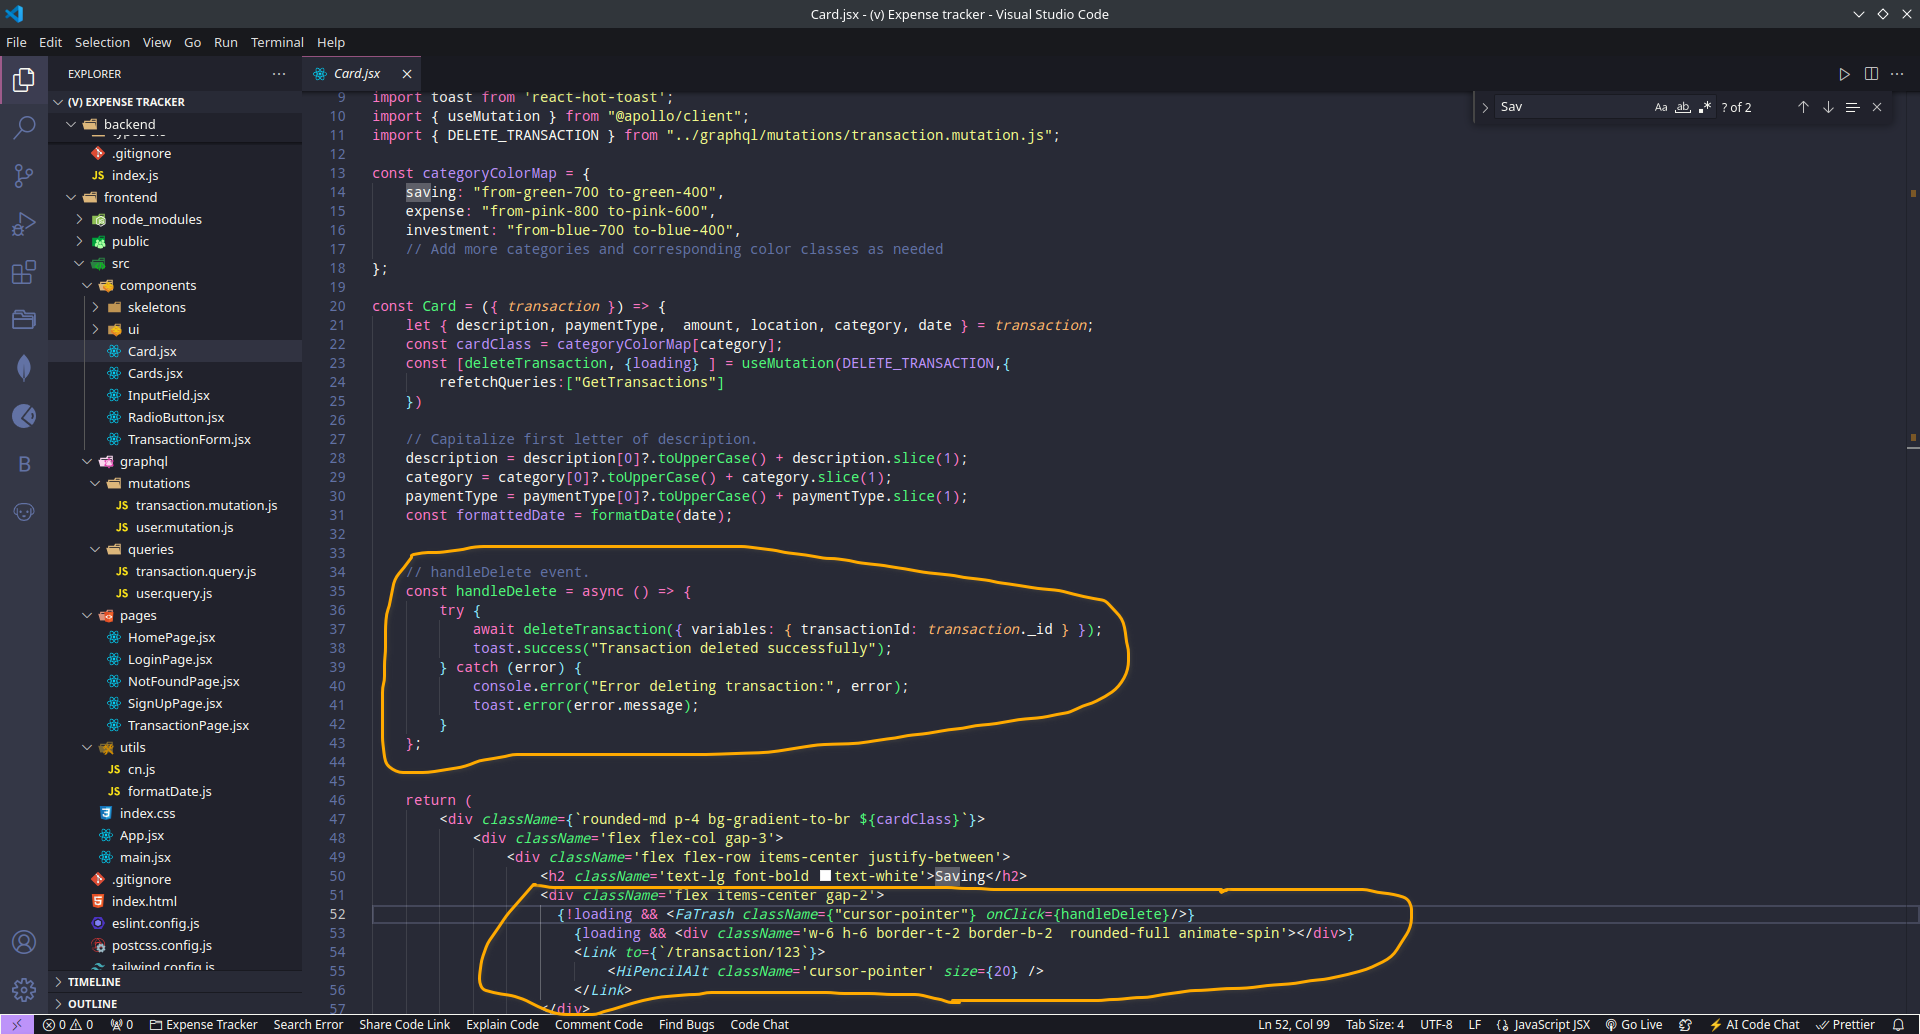 Card.jsx - (v) Expense tracker - Visual Studio Code
File Edit Selection View Go Run Terminal Help
EXPLORER
(V) EXPENSE TRACKER
backend
.gitignore
JS index.js
frontend
node_modules
public
src
components
skeletons
ui
Card.jsx
Cards.jsx
InputField.jsx
RadioButton.jsx
TransactionForm.jsx
graphql
mutations
JS transaction.mutation.js
JS user.mutation.js
queries
JS transaction.query.js
JS user.query.js
pages
HomePage.jsx
LoginPage.jsx
NotFoundPage.jsx
SignUpPage.jsx
TransactionPage.jsx
utils
JS cn.js
JS formatDate.js
index.css
App.jsx
main.jsx
.gitignore
index.html
eslint.config.js
postcss.config.js
tailwind.config.js
TIMELINE
OUTLINE
Card.jsx
Sav Aa ab ? of 2
9 import toast from 'react-hot-toast';
10 import { useMutation } from "@apollo/client";
11 import { DELETE_TRANSACTION } from "../graphql/mutations/transaction.mutation.js";
12
13 const categoryColorMap = {
14 saving: "from-green-700 to-green-400",
15 expense: "from-pink-800 to-pink-600",
16 investment: "from-blue-700 to-blue-400",
17 // Add more categories and corresponding color classes as needed
18 };
19
20 const Card = ({ transaction }) => {
21 let { description, paymentType,  amount, location, category, date } = transaction;
22 const cardClass = categoryColorMap[category];
23 const [deleteTransaction, {loading} ] = useMutation(DELETE_TRANSACTION,{
24 refetchQueries:["GetTransactions"]
25 })
26
27 // Capitalize first letter of description.
28 description = description[0]?.toUpperCase() + description.slice(1);
29 category = category[0]?.toUpperCase() + category.slice(1);
30 paymentType = paymentType[0]?.toUpperCase() + paymentType.slice(1);
31 const formattedDate = formatDate(date);
32
33
34 // handleDelete event.
35 const handleDelete = async () => {
36 try {
37 await deleteTransaction({ variables: { transactionId: transaction._id } });
38 toast.success("Transaction deleted successfully");
39 } catch (error) {
40 console.error("Error deleting transaction:", error);
41 toast.error(error.message);
42 }
43 };
44
45
46 return (
47 <div className={`rounded-md p-4 bg-gradient-to-br ${cardClass}`}>
48 <div className='flex flex-col gap-3'>
49 <div className='flex flex-row items-center justify-between'>
50 <h2 className='text-lg font-bold text-white'>Saving</h2>
51 <div className='flex items-center gap-2'>
52 {!loading && <FaTrash className={"cursor-pointer"} onClick={handleDelete}/>}
53 {loading && <div className='w-6 h-6 border-t-2 border-b-2  rounded-full animate-spin'></div>}
54 <Link to={`/transaction/123`}>
55 <HiPencilAlt className='cursor-pointer' size={20} />
56 </Link>
57 </div>
0 0 0 Expense Tracker Search Error Share Code Link Explain Code Comment Code Find Bugs Code Chat Ln 52, Col 99 Tab Size: 4 UTF-8 LF JavaScript JSX Go Live AI Code Chat Prettier